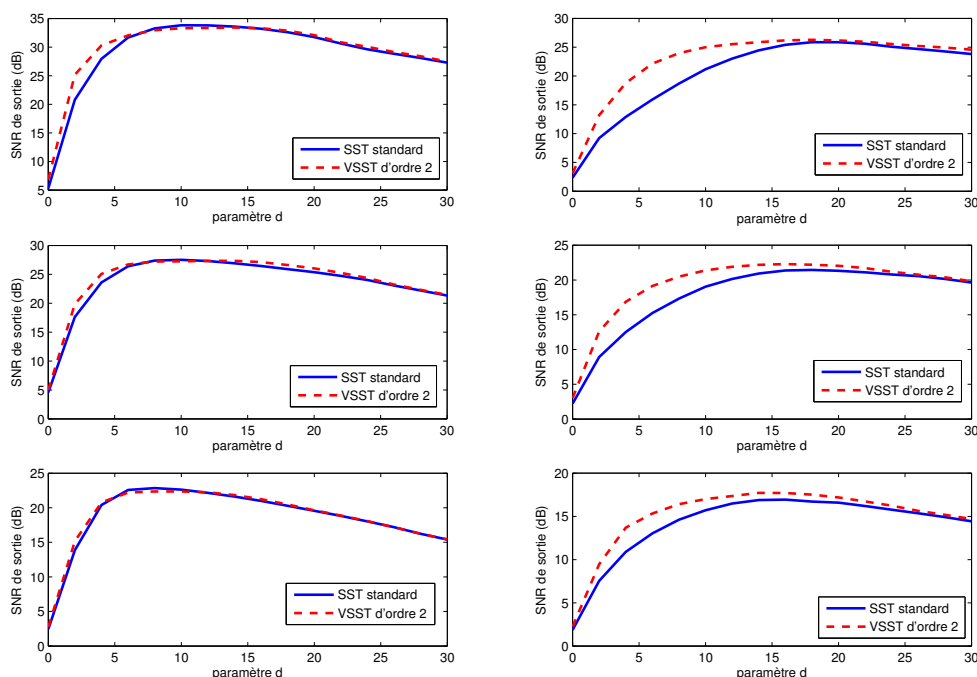 35
30
25
20
15
10
5
0 5 10 15 20 25 30
SNR de sortie (dB)
paramètre d
SST standard
VSST d'ordre 2
30
25
20
15
10
5
0
0 5 10 15 20 25 30
SNR de sortie (dB)
paramètre d
SST standard
VSST d'ordre 2
30
25
20
15
10
5
0
0 5 10 15 20 25 30
SNR de sortie (dB)
paramètre d
SST standard
VSST d'ordre 2
25
20
15
10
5
0
0 5 10 15 20 25 30
SNR de sortie (dB)
paramètre d
SST standard
VSST d'ordre 2
25
20
15
10
5
0
0 5 10 15 20 25 30
SNR de sortie (dB)
paramètre d
SST standard
VSST d'ordre 2
20
15
10
5
0
0 5 10 15 20 25 30
SNR de sortie (dB)
paramètre d
SST standard
VSST d'ordre 2